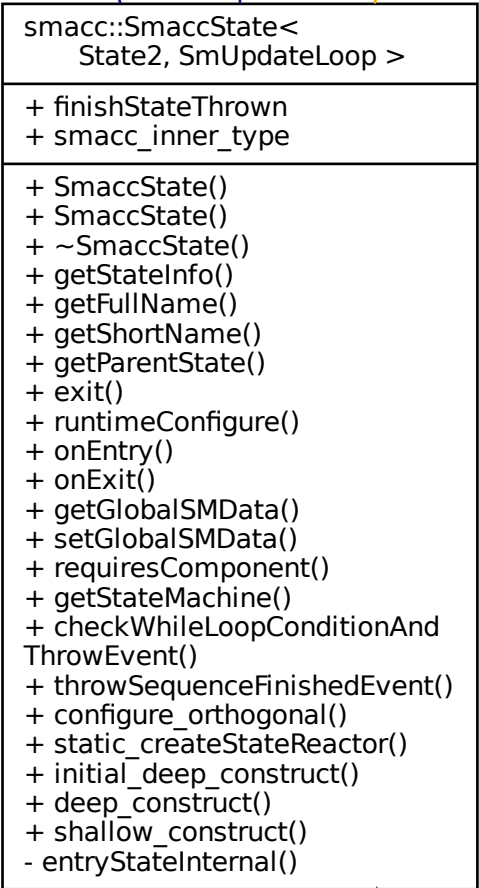 smacc::SmaccState<
State2, SmUpdateLoop >
+ finishStateThrown
+ smacc_inner_type
+ SmaccState()
+ SmaccState()
+ ~SmaccState()
+ getStateInfo()
+ getFullName()
+ getShortName()
+ getParentState()
+ exit()
+ runtimeConfigure()
+ onEntry()
+ onExit()
+ getGlobalSMData()
+ setGlobalSMData()
+ requiresComponent()
+ getStateMachine()
+ checkWhileLoopConditionAnd
ThrowEvent()
+ throwSequenceFinishedEvent()
+ configure_orthogonal()
+ static_createStateReactor()
+ initial_deep_construct()
+ deep_construct()
+ shallow_construct()
- entryStateInternal()